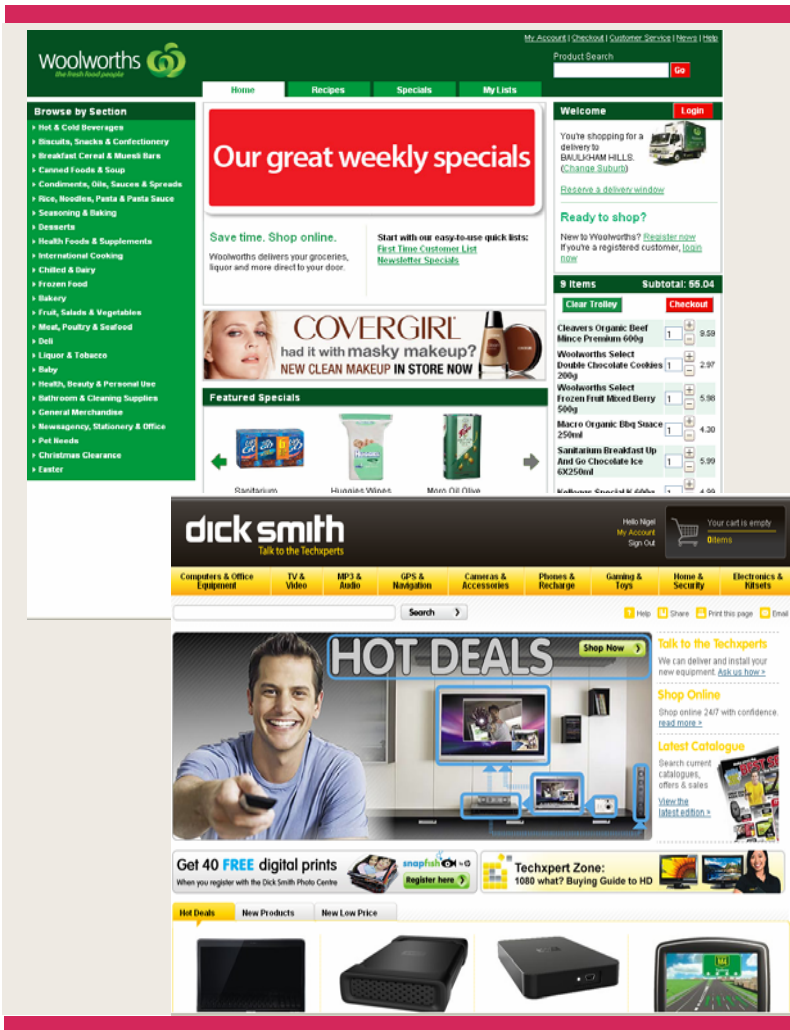 My Account | Checkout | Customer Service | News | Help
Woolworths
the fresh food people
Product Search
Go
Home
Recipes
Specials
My Lists
Browse by Section
Hot & Cold Beverages
Biscuits, Snacks & Confectionery
Breakfast Cereal & Muesli Bars
Canned Foods & Soup
Condiments, Oils, Sauces & Spreads
Rice, Noodles, Pasta & Pasta Sauce
Seasoning & Baking
Desserts
Health Foods & Supplements
International Cooking
Chilled & Dairy
Frozen Food
Bakery
Fruit, Salads & Vegetables
Meat, Poultry & Seafood
Deli
Liquor & Tobacco
Baby
Health, Beauty & Personal Use
Bathroom & Cleaning Supplies
General Merchandise
Newsagency, Stationery & Office
Pet Needs
Christmas Clearance
Easter
Our great weekly specials
Save time. Shop online.
Woolworths delivers your groceries,
liquor and more direct to your door.
Start with our easy-to-use quick lists:
First Time Customer List
Newsletter Specials
COVERGIRL
had it with masky makeup?
NEW CLEAN MAKEUP IN STORE NOW
Featured Specials
Sanitarium
Huggies Wipes
Moro Oil Olive
Welcome
Login
You're shopping for a
delivery to
BAULKHAM HILLS.
(Change Suburb)
Reserve a delivery window
Ready to shop?
New to Woolworths? Register now
If you're a registered customer, login
now
9 Items Subtotal: 55.04
Clear Trolley
Checkout
Cleavers Organic Beef
Mince Premium 600g
1
9.59
Woolworths Select
Double Chocolate Cookies
200g
1
2.97
Woolworths Select
Frozen Fruit Mixed Berry
500g
1
5.98
Macro Organic Bbq Suace
250ml
1
4.30
Sanitarium Breakfast Up
And Go Chocolate Ice
6X250ml
1
5.99
Kelloggs Special K 600g
1
4.99
dick smith
Talk to the Techxperts
Hello Nigel
My Account
Sign Out
Your cart is empty
0items
Computers & Office
Equipment
TV &
Video
MP3 &
Audio
GPS &
Navigation
Cameras &
Accessories
Phones &
Recharge
Gaming &
Toys
Home &
Security
Electronics &
Kitsets
Search
Help
Share
Print this page
Email
HOT DEALS
Shop Now
Talk to the Techxperts
We can deliver and install your
new equipment. Ask us how >
Shop Online
Shop online 24/7 with confidence.
read more >
Latest Catalogue
Search current
catalogues,
offers & sales
View the
latest edition >
Get 40 FREE digital prints
When you register with the Dick Smith Photo Centre
snapfish
Register here
Techxpert Zone:
1080 what? Buying Guide to HD
Hot Deals
New Products
New Low Price